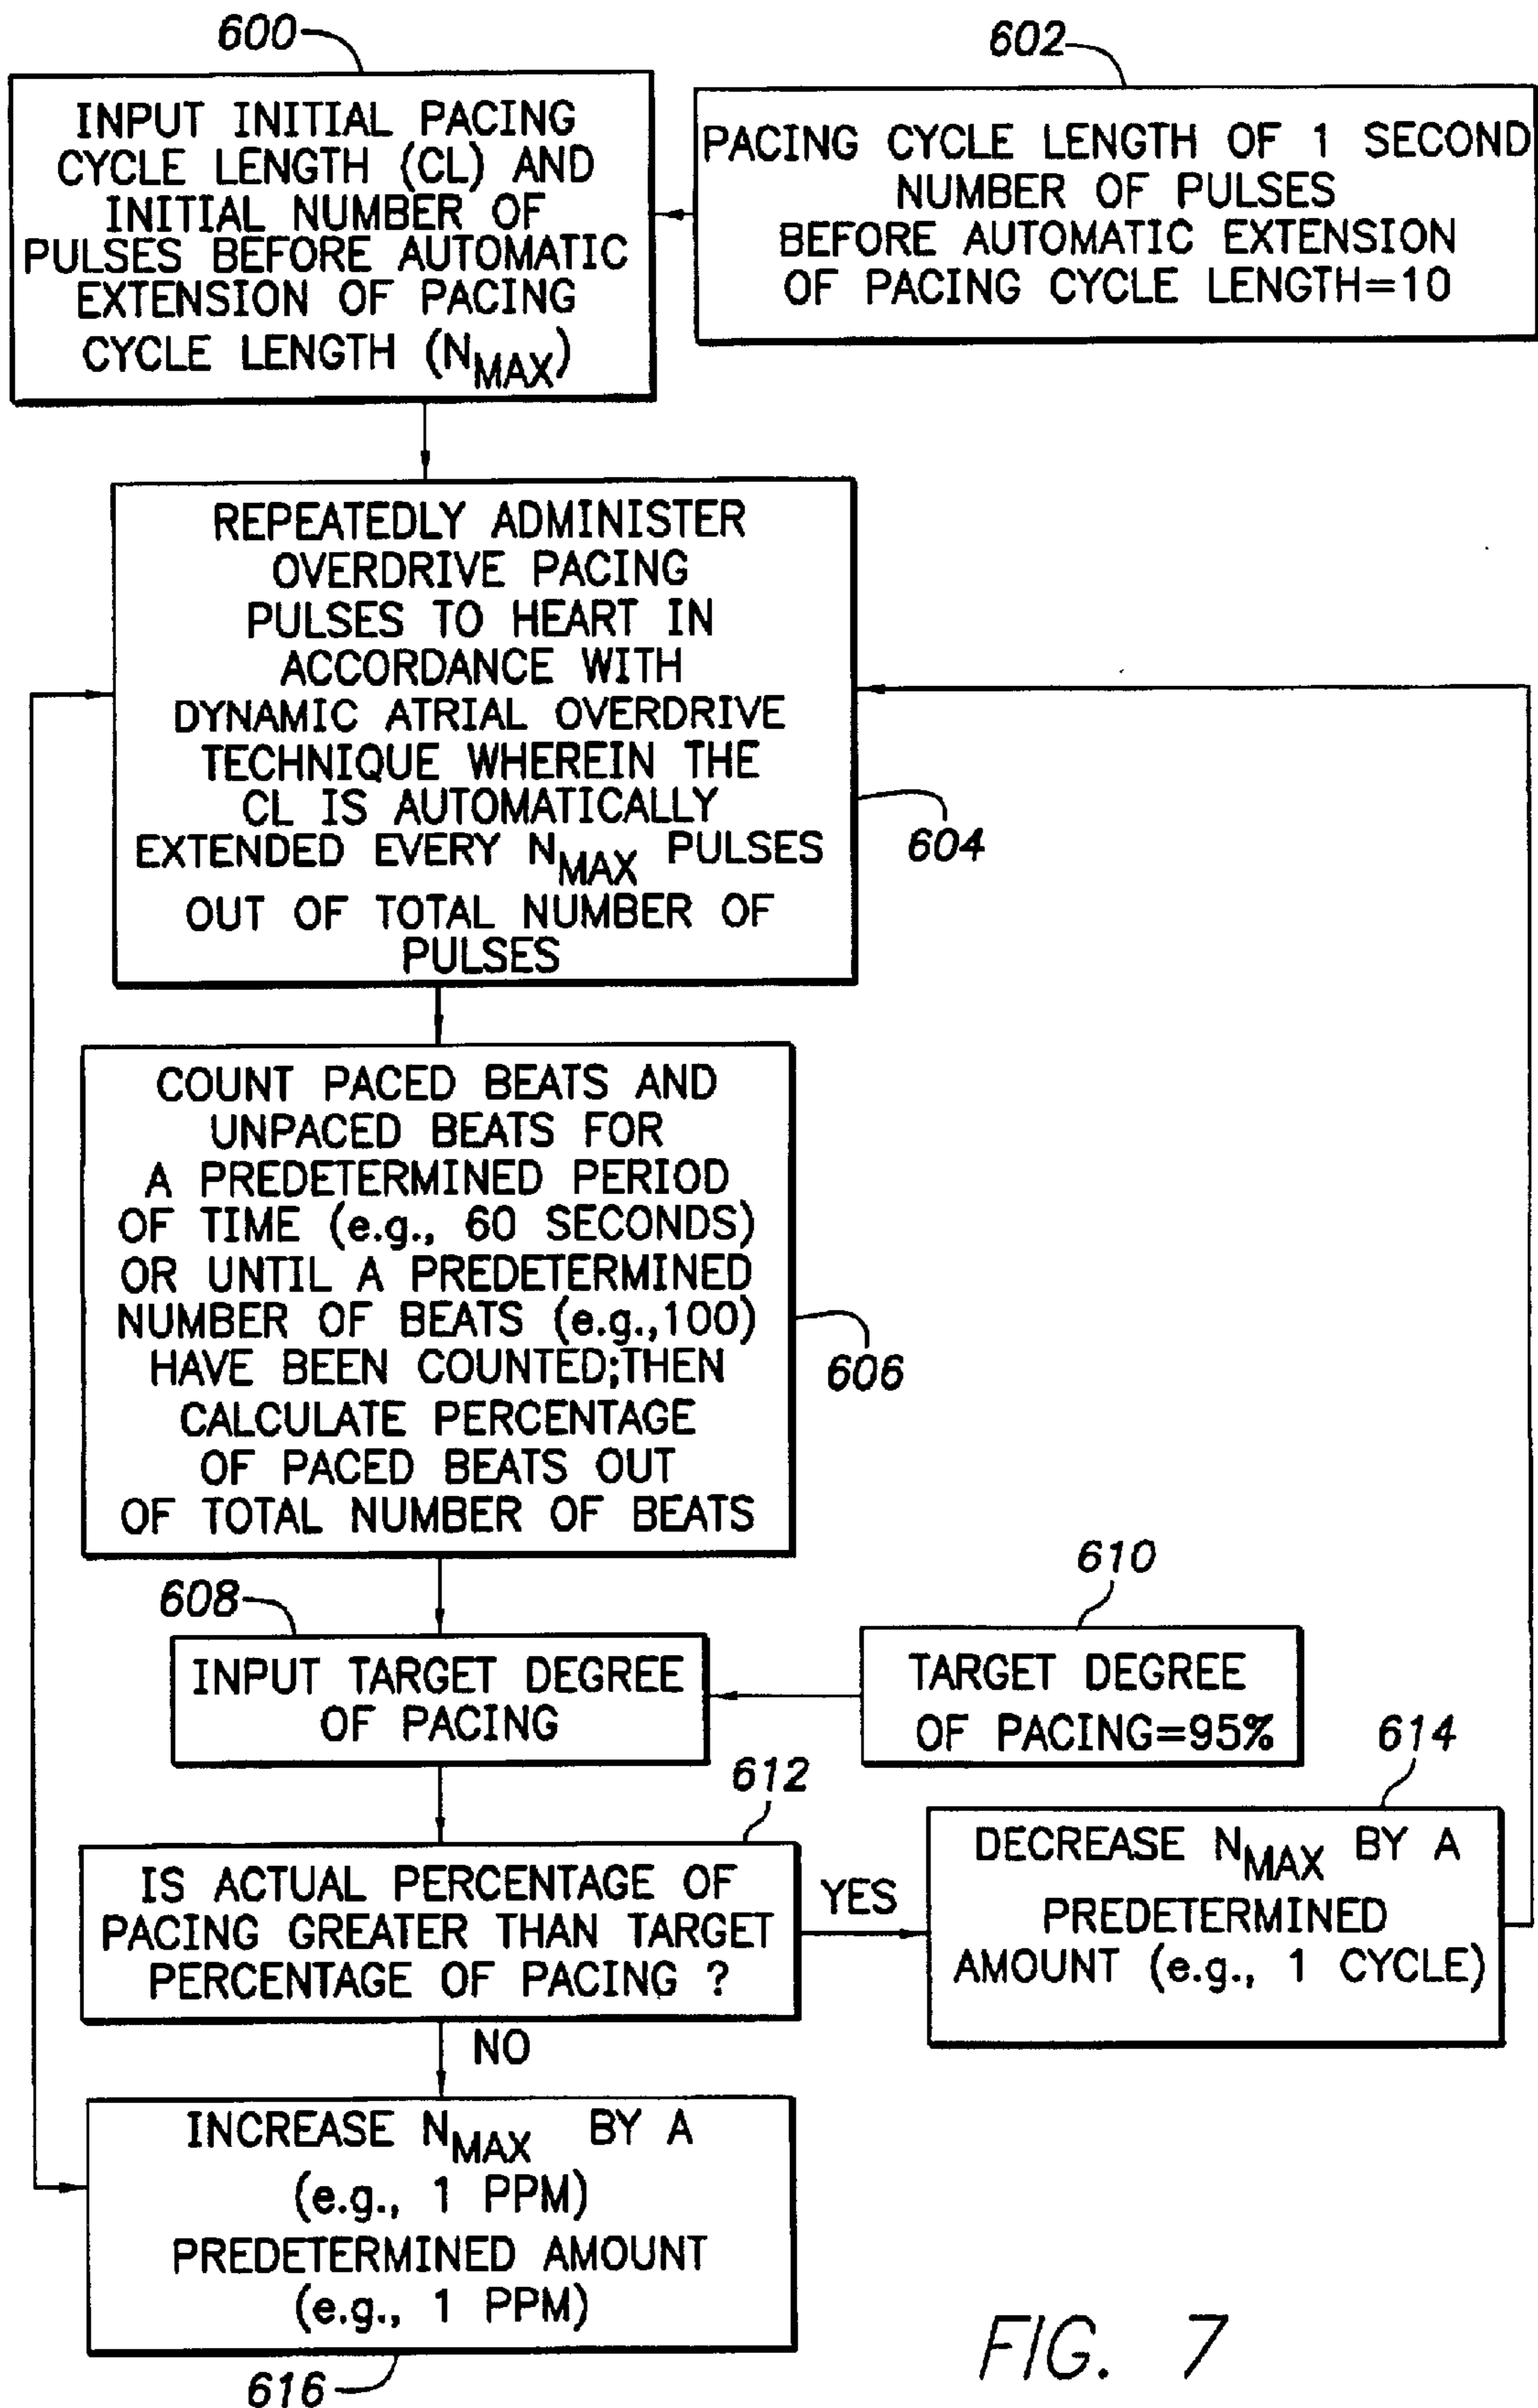 600
INPUT INITIAL PACING
CYCLE LENGTH (CL) AND
INITIAL NUMBER OF
PULSES BEFORE AUTOMATIC
EXTENSION OF PACING
CYCLE LENGTH (NMAX)
602
PACING CYCLE LENGTH OF 1 SECOND
NUMBER OF PULSES
BEFORE AUTOMATIC EXTENSION
OF PACING CYCLE LENGTH=10
REPEATEDLY ADMINISTER
OVERDRIVE PACING
PULSES TO HEART IN
ACCORDANCE WITH
DYNAMIC ATRIAL OVERDRIVE
TECHNIQUE WHEREIN THE
CL IS AUTOMATICALLY
EXTENDED EVERY NMAX PULSES
OUT OF TOTAL NUMBER OF
PULSES
604
COUNT PACED BEATS AND
UNPACED BEATS FOR
A PREDETERMINED PERIOD
OF TIME (e.g., 60 SECONDS)
OR UNTIL A PREDETERMINED
NUMBER OF BEATS (e.g.,100)
HAVE BEEN COUNTED;THEN
CALCULATE PERCENTAGE
OF PACED BEATS OUT
OF TOTAL NUMBER OF BEATS
606
608
INPUT TARGET DEGREE
OF PACING
610
TARGET DEGREE
OF PACING=95%
612
IS ACTUAL PERCENTAGE OF
PACING GREATER THAN TARGET
PERCENTAGE OF PACING ?
YES
614
DECREASE NMAX BY A
PREDETERMINED
AMOUNT (e.g., 1 CYCLE)
NO
INCREASE NMAX BY A
(e.g., 1 PPM)
PREDETERMINED AMOUNT
(e.g., 1 PPM)
616
FIG. 7